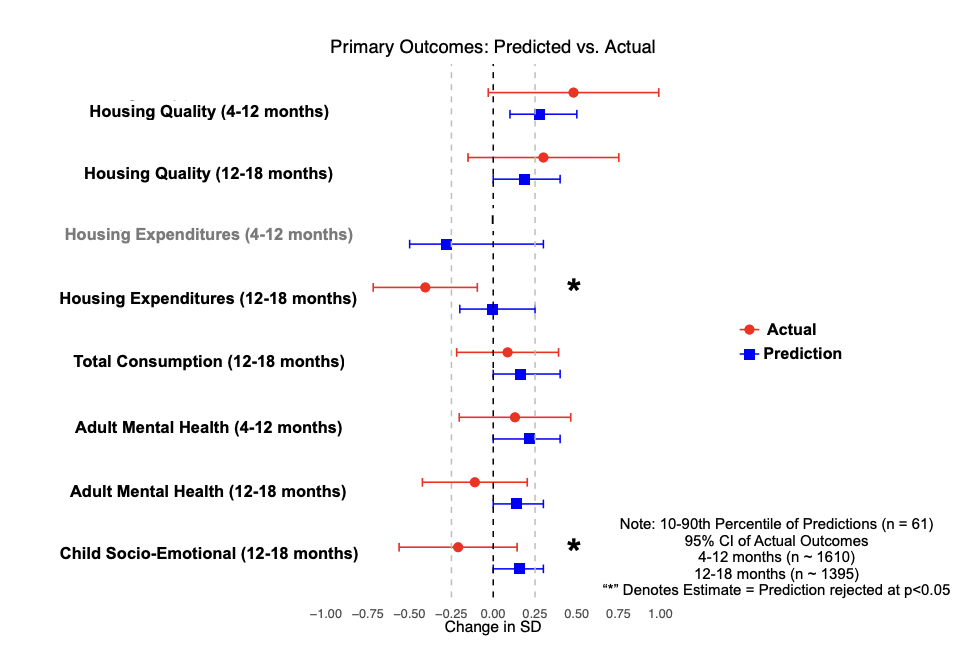 Primary Outcomes: Predicted vs. Actual
Housing Quality (4-12 months)
Housing Quality (12-18 months)
Housing Expenditures (4-12 months)
Housing Expenditures (12-18 months)
*
Total Consumption (12-18 months)
Adult Mental Health (4-12 months)
Adult Mental Health (12-18 months)
Child Socio-Emotional (12-18 months)
*
Actual
Prediction
Note: 10-90th Percentile of Predictions (n = 61)
95% CI of Actual Outcomes
4-12 months (n ~ 1610)
12-18 months (n ~ 1395)
“*” Denotes Estimate = Prediction rejected at p<0.05
−1.00 −0.75 −0.50 −0.25 0.00 0.25 0.50 0.75 1.00
Change in SD